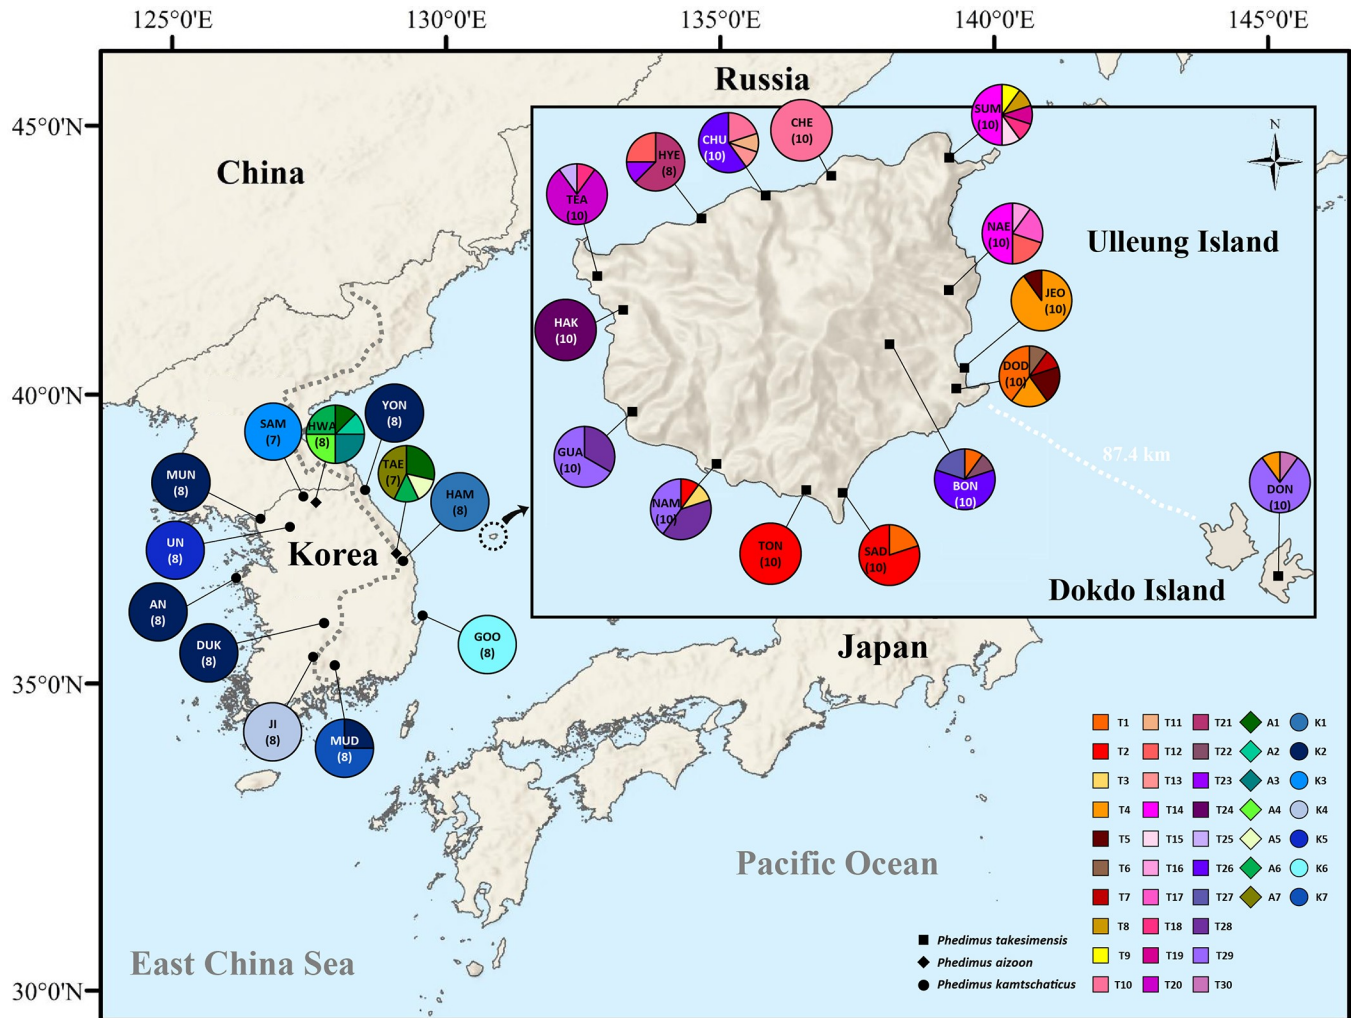 125°0'E 130°0'E 135°0'E 140°0'E 145°0'E
45°0'N
40°0'N
35°0'N
30°0'N
Russia
China
Korea
Japan
Ulleung Island
Dokdo Island
87.4 km
Pacific Ocean
East China Sea
N
SUM
(10)
CHE
(10)
CHU
(10)
HYE
(8)
TEA
(10)
HAK
(10)
NAE
(10)
JEO
(10)
DOD
(10)
GUA
(10)
NAM
(10)
TON
(10)
SAD
(10)
BON
(10)
DON
(10)
SAM
(7)
HWA
(8)
YON
(8)
TAE
(7)
HAM
(8)
MUN
(8)
UN
(8)
AN
(8)
DUK
(8)
GOO
(8)
JI
(8)
MUD
(8)
T1 T11 T21 A1 K1
T2 T12 T22 A2 K2
T3 T13 T23 A3 K3
T4 T14 T24 A4 K4
T5 T15 T25 A5 K5
T6 T16 T26 A6 K6
T7 T17 T27 A7 K7
T8 T18 T28
T9 T19 T29
T10 T20 T30
Phedimus takesimensis
Phedimus aizoon
Phedimus kamtschaticus